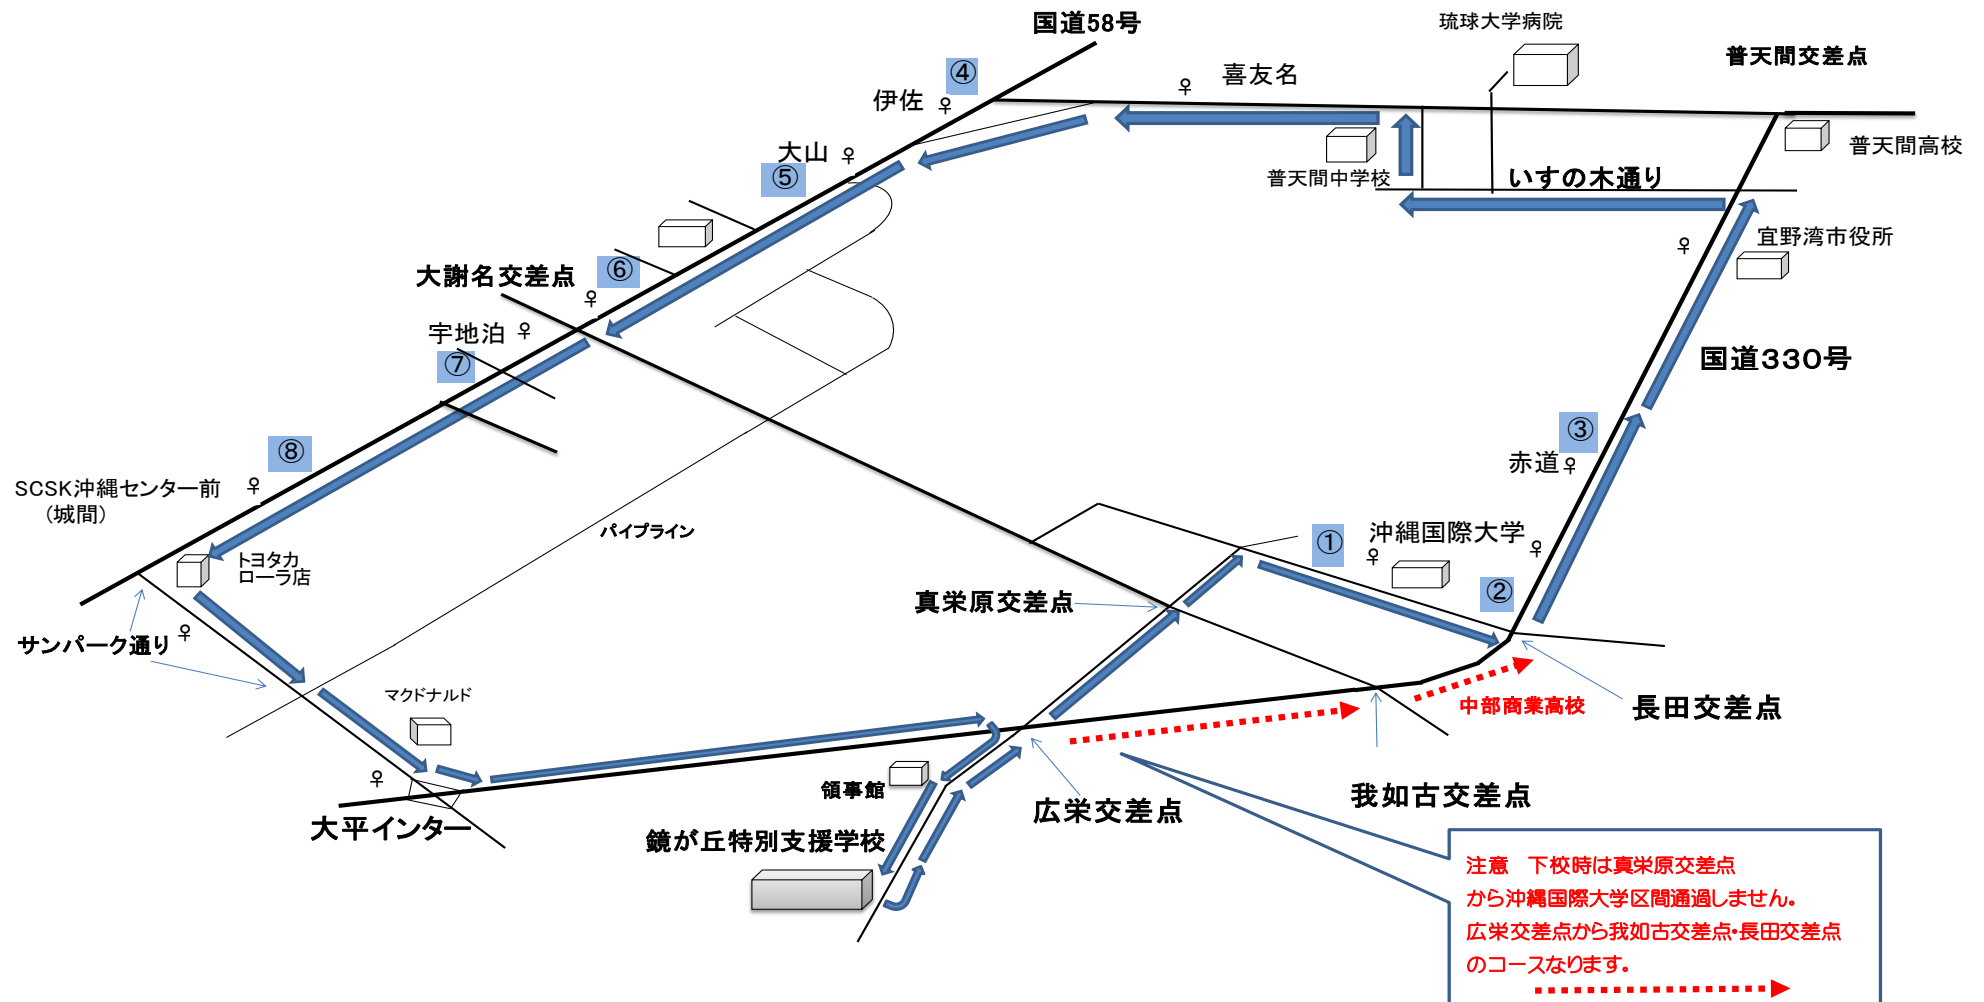 国道58号
琉球大学病院
普天間交差点
④
喜友名
伊佐
大山
普天間高校
⑤
普天間中学校
いすの木通り
宜野湾市役所
⑥
大謝名交差点
宇地泊
⑦
国道330号
③
⑧
赤道
SCSK沖縄センター前
(城間)
パイプライン
①
沖縄国際大学
トヨタカ
ローラ店
②
真栄原交差点
サンパーク通り
マクドナルド
中部商業高校
長田交差点
領事館
広栄交差点
我如古交差点
大平インター
鏡が丘特別支援学校
注意 下校時は真栄原交差点
から沖縄国際大学区間通過しません。
広栄交差点から我如古交差点・長田交差点
のコースなります。